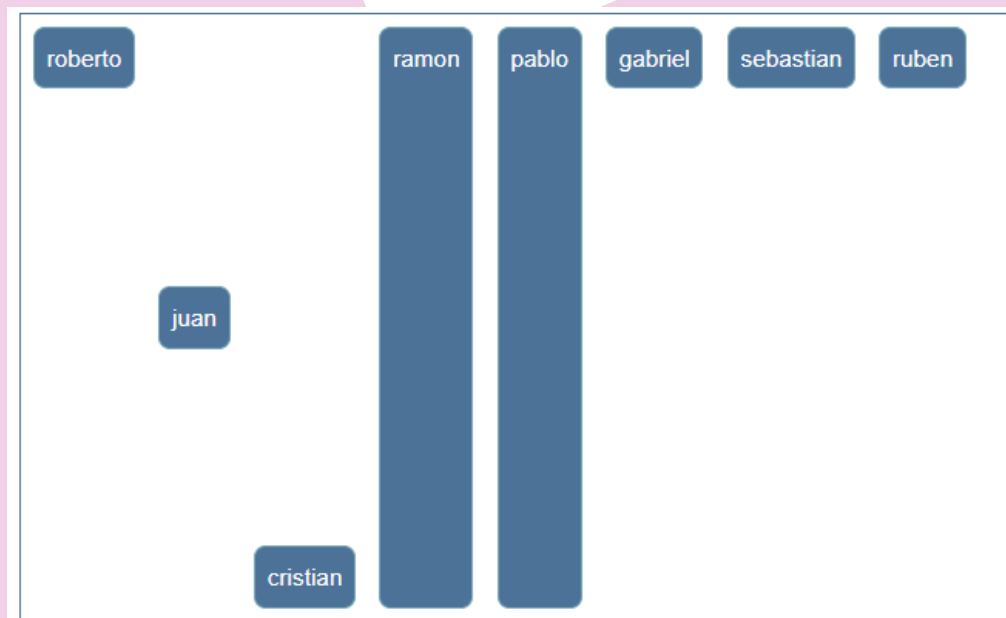 roberto
ramon
pablo
gabriel
sebastian
ruben
juan
cristian